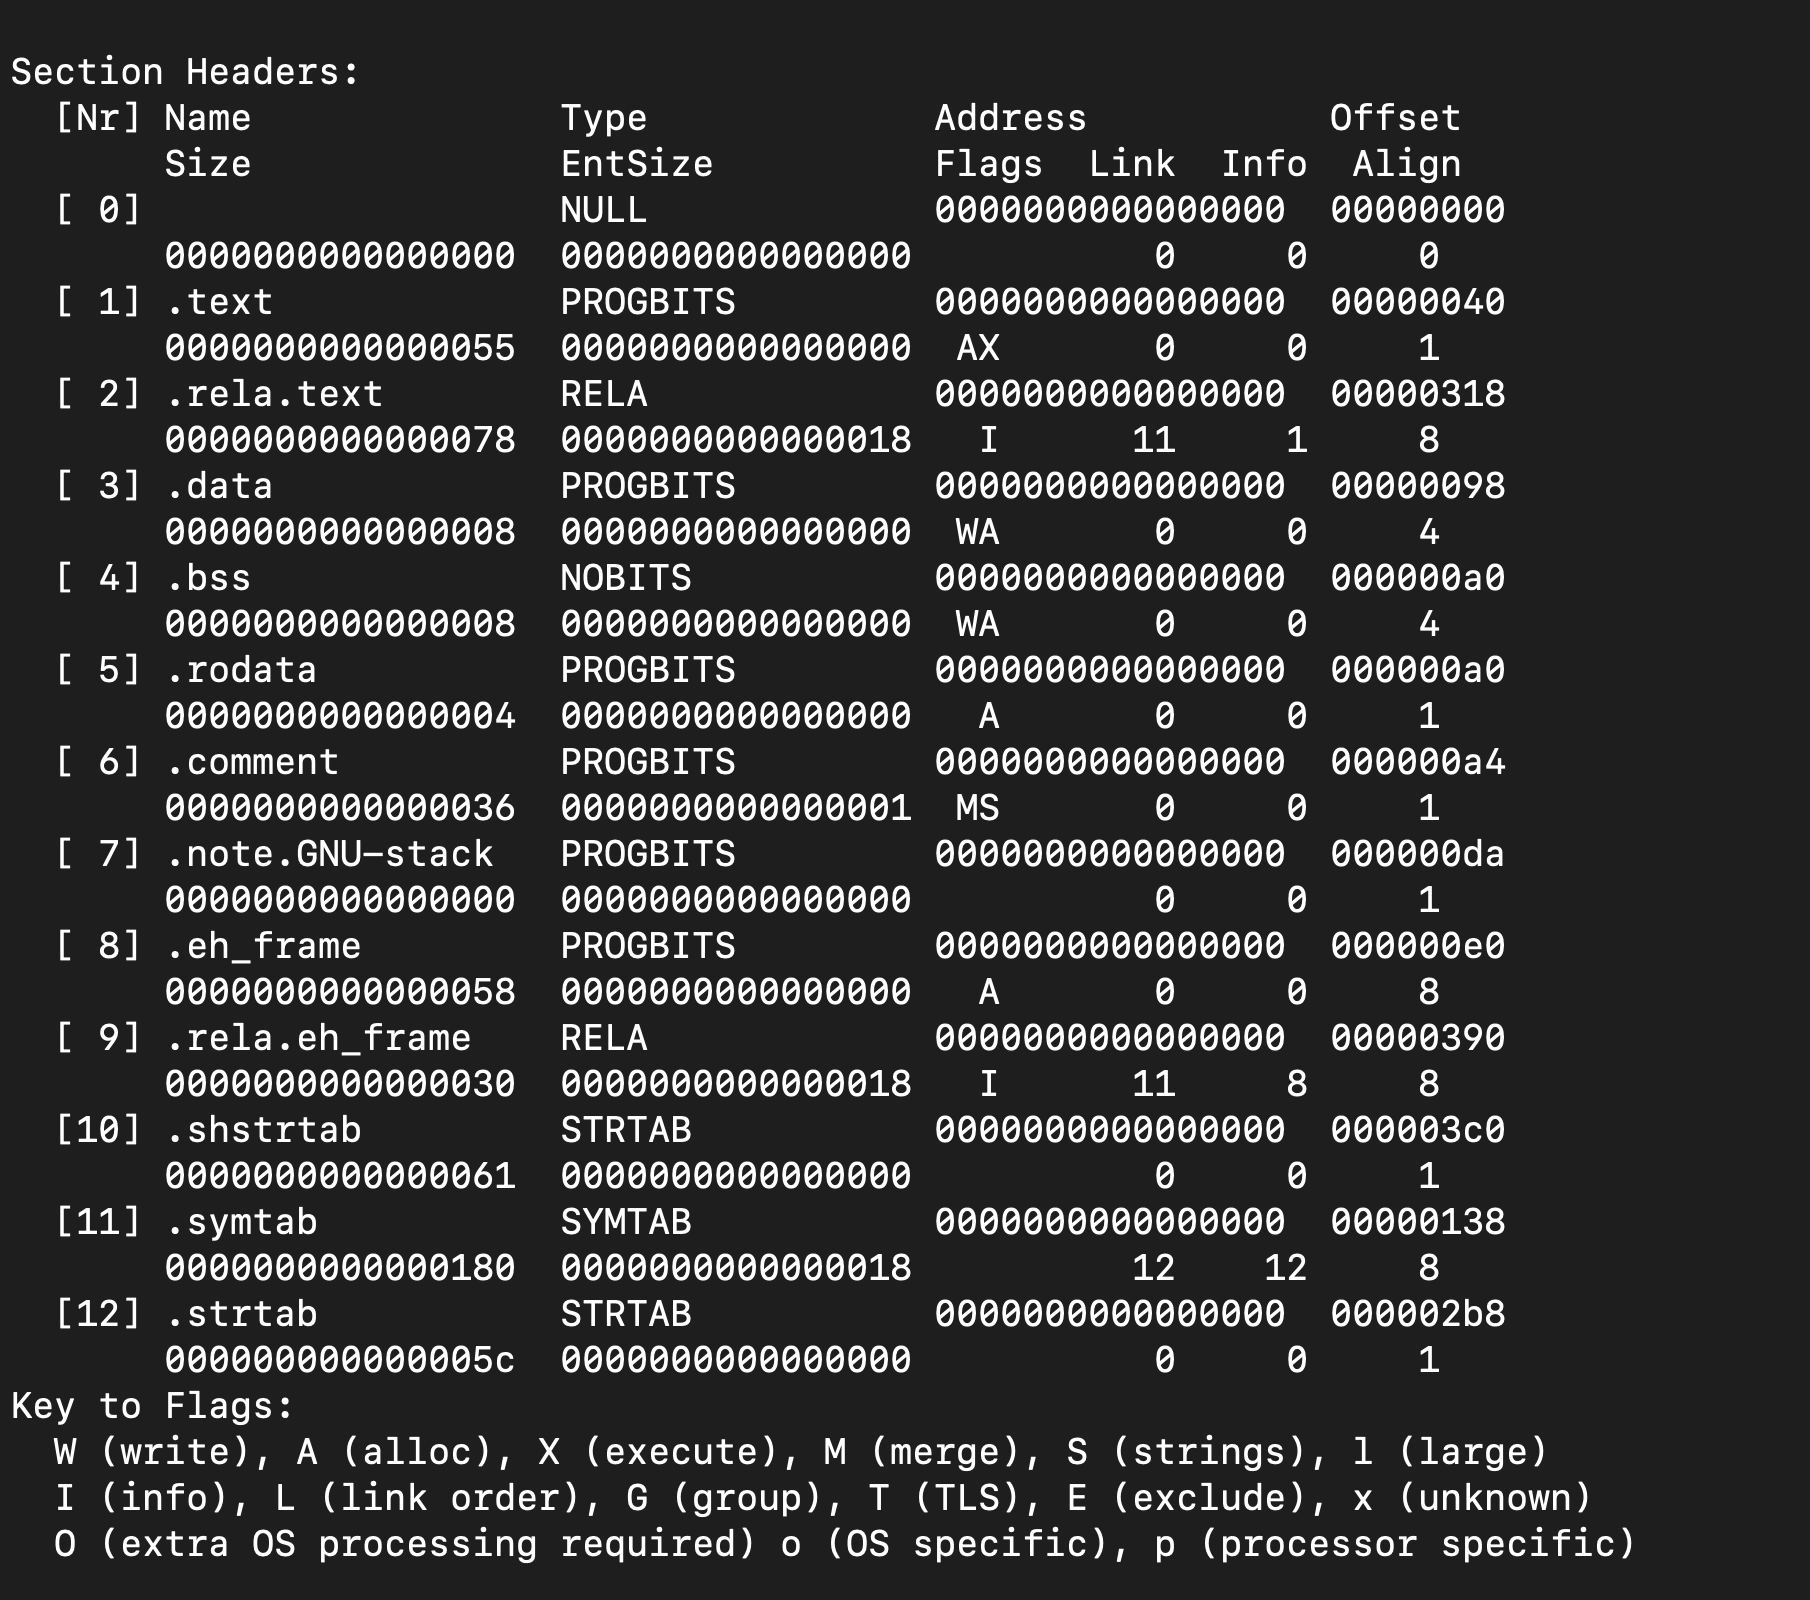 Section Headers:
  [Nr] Name              Type             Address           Offset
       Size              EntSize          Flags  Link  Info  Align
  [ 0]                   NULL             0000000000000000  00000000
       0000000000000000  0000000000000000           0     0     0
  [ 1] .text             PROGBITS         0000000000000000  00000040
       0000000000000055  0000000000000000  AX       0     0     1
  [ 2] .rela.text        RELA             0000000000000000  00000318
       0000000000000078  0000000000000018   I      11     1     8
  [ 3] .data             PROGBITS         0000000000000000  00000098
       0000000000000008  0000000000000000  WA       0     0     4
  [ 4] .bss              NOBITS           0000000000000000  000000a0
       0000000000000008  0000000000000000  WA       0     0     4
  [ 5] .rodata           PROGBITS         0000000000000000  000000a0
       0000000000000004  0000000000000000   A       0     0     1
  [ 6] .comment          PROGBITS         0000000000000000  000000a4
       0000000000000036  0000000000000001  MS       0     0     1
  [ 7] .note.GNU-stack   PROGBITS         0000000000000000  000000da
       0000000000000000  0000000000000000           0     0     1
  [ 8] .eh_frame         PROGBITS         0000000000000000  000000e0
       0000000000000058  0000000000000000   A       0     0     8
  [ 9] .rela.eh_frame    RELA             0000000000000000  00000390
       0000000000000030  0000000000000018   I      11     8     8
  [10] .shstrtab         STRTAB           0000000000000000  000003c0
       0000000000000061  0000000000000000           0     0     1
  [11] .symtab           SYMTAB           0000000000000000  00000138
       0000000000000180  0000000000000018          12    12     8
  [12] .strtab           STRTAB           0000000000000000  000002b8
       000000000000005c  0000000000000000           0     0     1
Key to Flags:
  W (write), A (alloc), X (execute), M (merge), S (strings), l (large)
  I (info), L (link order), G (group), T (TLS), E (exclude), x (unknown)
  O (extra OS processing required) o (OS specific), p (processor specific)